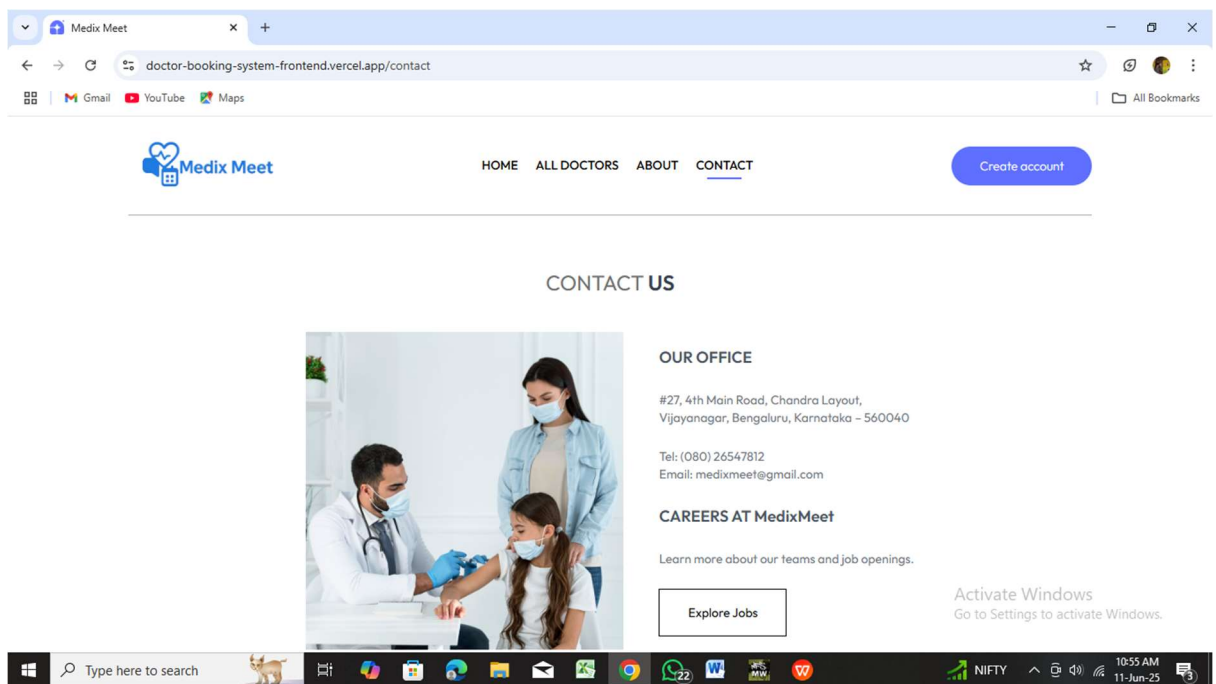 Medix Meet
doctor-booking-system-frontend.vercel.app/contact
Gmail YouTube Maps All Bookmarks
Medix Meet HOME ALL DOCTORS ABOUT CONTACT Create account
CONTACT US
OUR OFFICE
#27, 4th Main Road, Chandra Layout,
Vijayanagar, Bengaluru, Karnataka – 560040
Tel: (080) 26547812
Email: medixmeet@gmail.com
CAREERS AT MedixMeet
Learn more about our teams and job openings.
Explore Jobs
Activate Windows
Go to Settings to activate Windows.
Type here to search 22 W MW NIFTY 10:55 AM
11-Jun-25 3